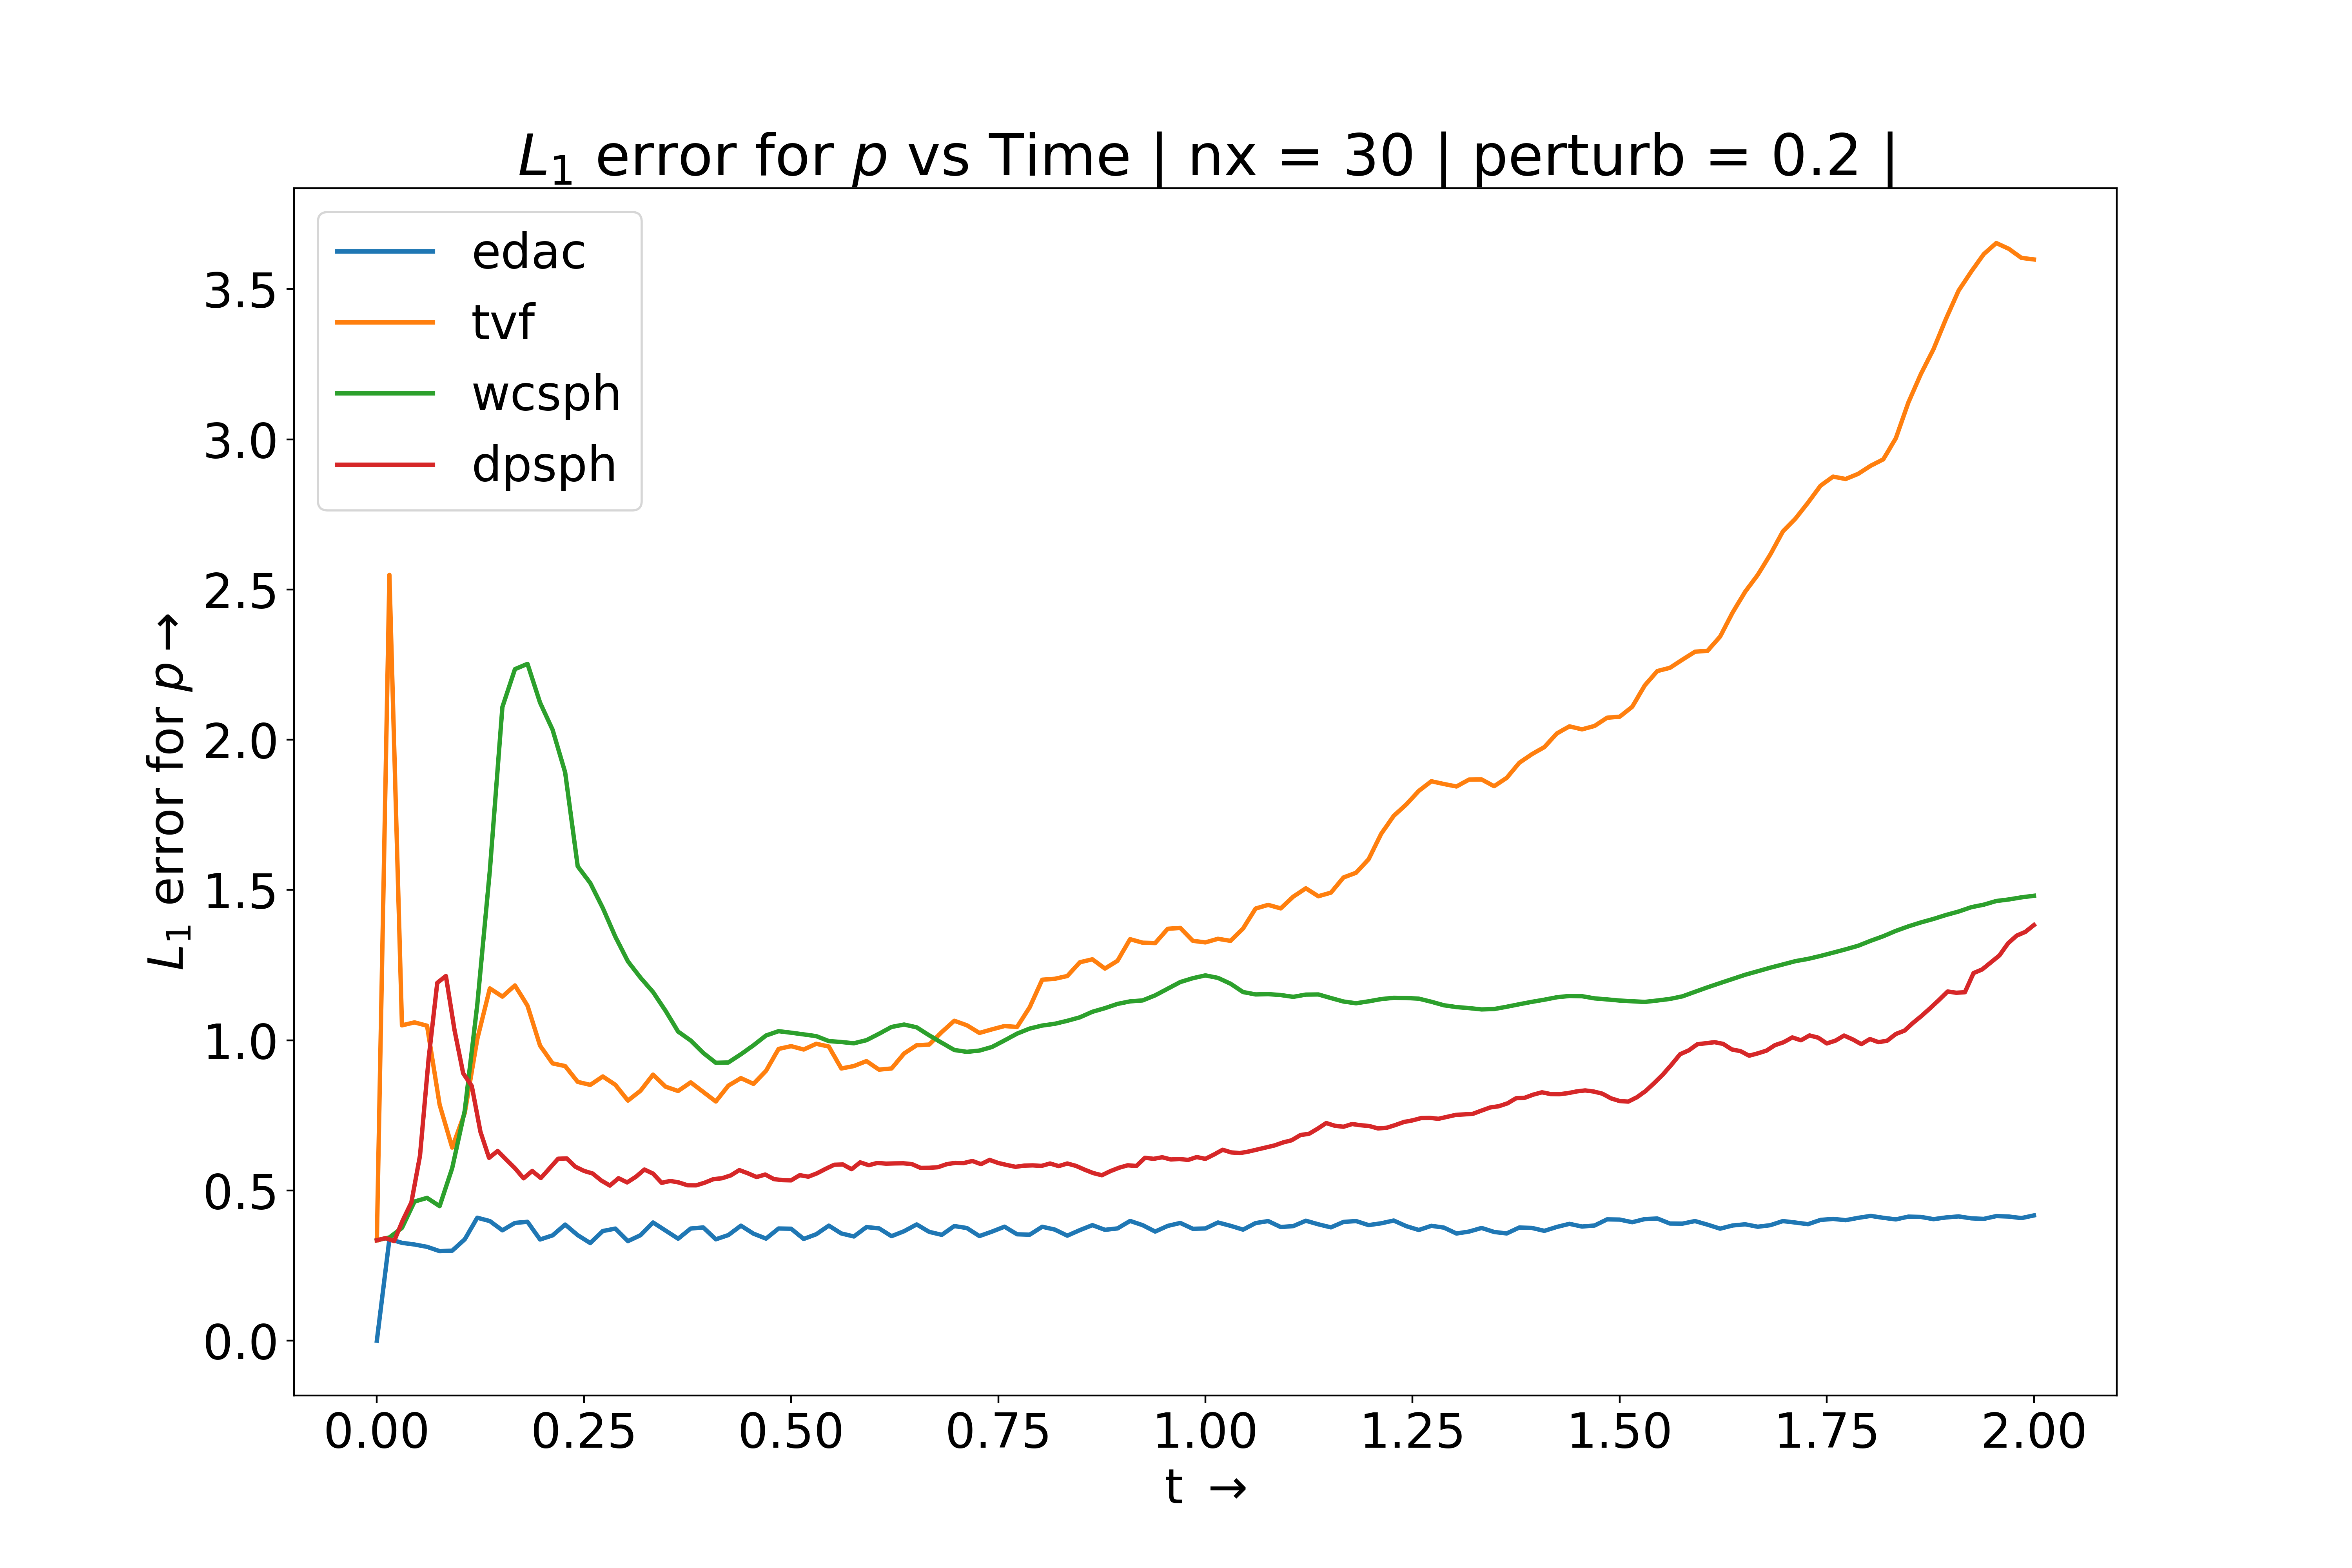 L₁ error for p vs Time | nx = 30 | perturb = 0.2 |
edac
tvf
wcsph
dpsph
L₁ error for p→
3.5
3.0
2.5
2.0
1.5
1.0
0.5
0.0
0.00 0.25 0.50 0.75 1.00 1.25 1.50 1.75 2.00
t →